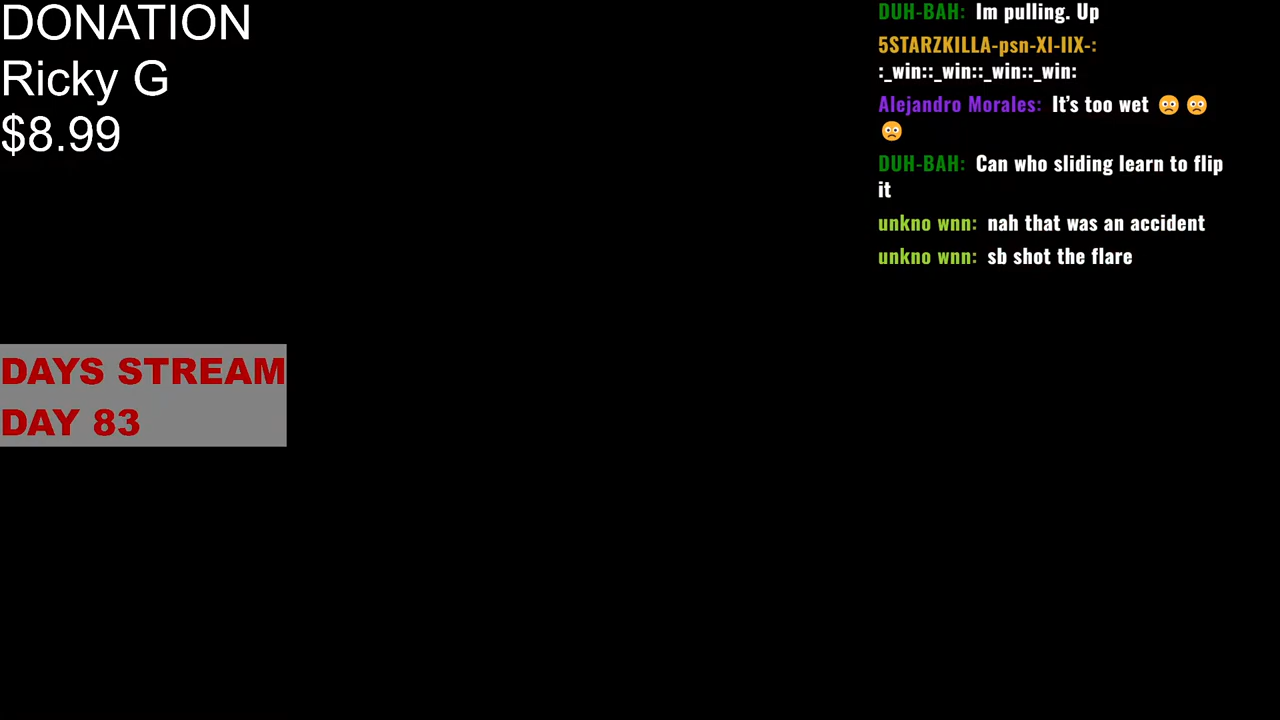 DONATION
Ricky G
$8.99
DAYS STREAM
DAY 83
DUH-BAH: Im pulling. Up
5STARZKILLA-psn-XI-IIX-:
:_win::_win::_win::_win:
Alejandro Morales: It's too wet 🙁 🙁
🙁
DUH-BAH: Can who sliding learn to flip
it
unkno wnn: nah that was an accident
unkno wnn: sb shot the flare